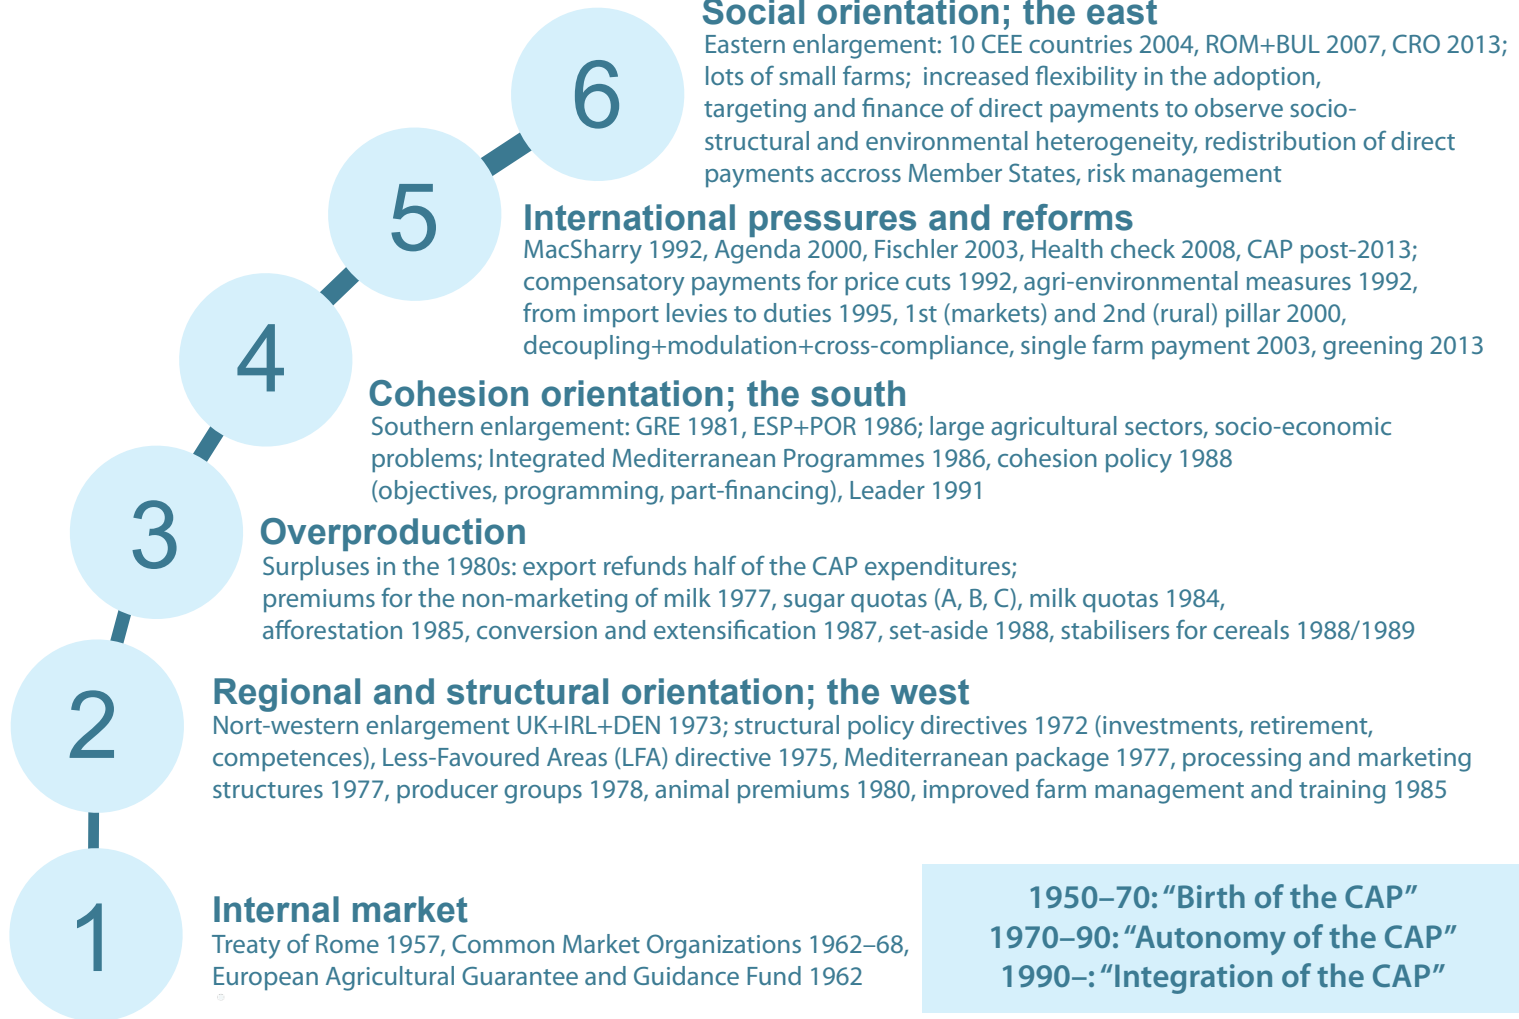 6
Social orientation; the east
Eastern enlargement: 10 CEE countries 2004, ROM+BUL 2007, CRO 2013;
lots of small farms; increased flexibility in the adoption,
targeting and finance of direct payments to observe socio-
structural and environmental heterogeneity, redistribution of direct
payments accross Member States, risk management
5
International pressures and reforms
MacSharry 1992, Agenda 2000, Fischler 2003, Health check 2008, CAP post-2013;
compensatory payments for price cuts 1992, agri-environmental measures 1992,
from import levies to duties 1995, 1st (markets) and 2nd (rural) pillar 2000,
decoupling+modulation+cross-compliance, single farm payment 2003, greening 2013
4
Cohesion orientation; the south
Southern enlargement: GRE 1981, ESP+POR 1986; large agricultural sectors, socio-economic
problems; Integrated Mediterranean Programmes 1986, cohesion policy 1988
(objectives, programming, part-financing), Leader 1991
3
Overproduction
Surpluses in the 1980s: export refunds half of the CAP expenditures;
premiums for the non-marketing of milk 1977, sugar quotas (A, B, C), milk quotas 1984,
afforestation 1985, conversion and extensification 1987, set-aside 1988, stabilisers for cereals 1988/1989
2
Regional and structural orientation; the west
Nort-western enlargement UK+IRL+DEN 1973; structural policy directives 1972 (investments, retirement,
competences), Less-Favoured Areas (LFA) directive 1975, Mediterranean package 1977, processing and marketing
structures 1977, producer groups 1978, animal premiums 1980, improved farm management and training 1985
1
Internal market
Treaty of Rome 1957, Common Market Organizations 1962–68,
European Agricultural Guarantee and Guidance Fund 1962
1950–70: “Birth of the CAP”
1970–90: “Autonomy of the CAP”
1990–: “Integration of the CAP”